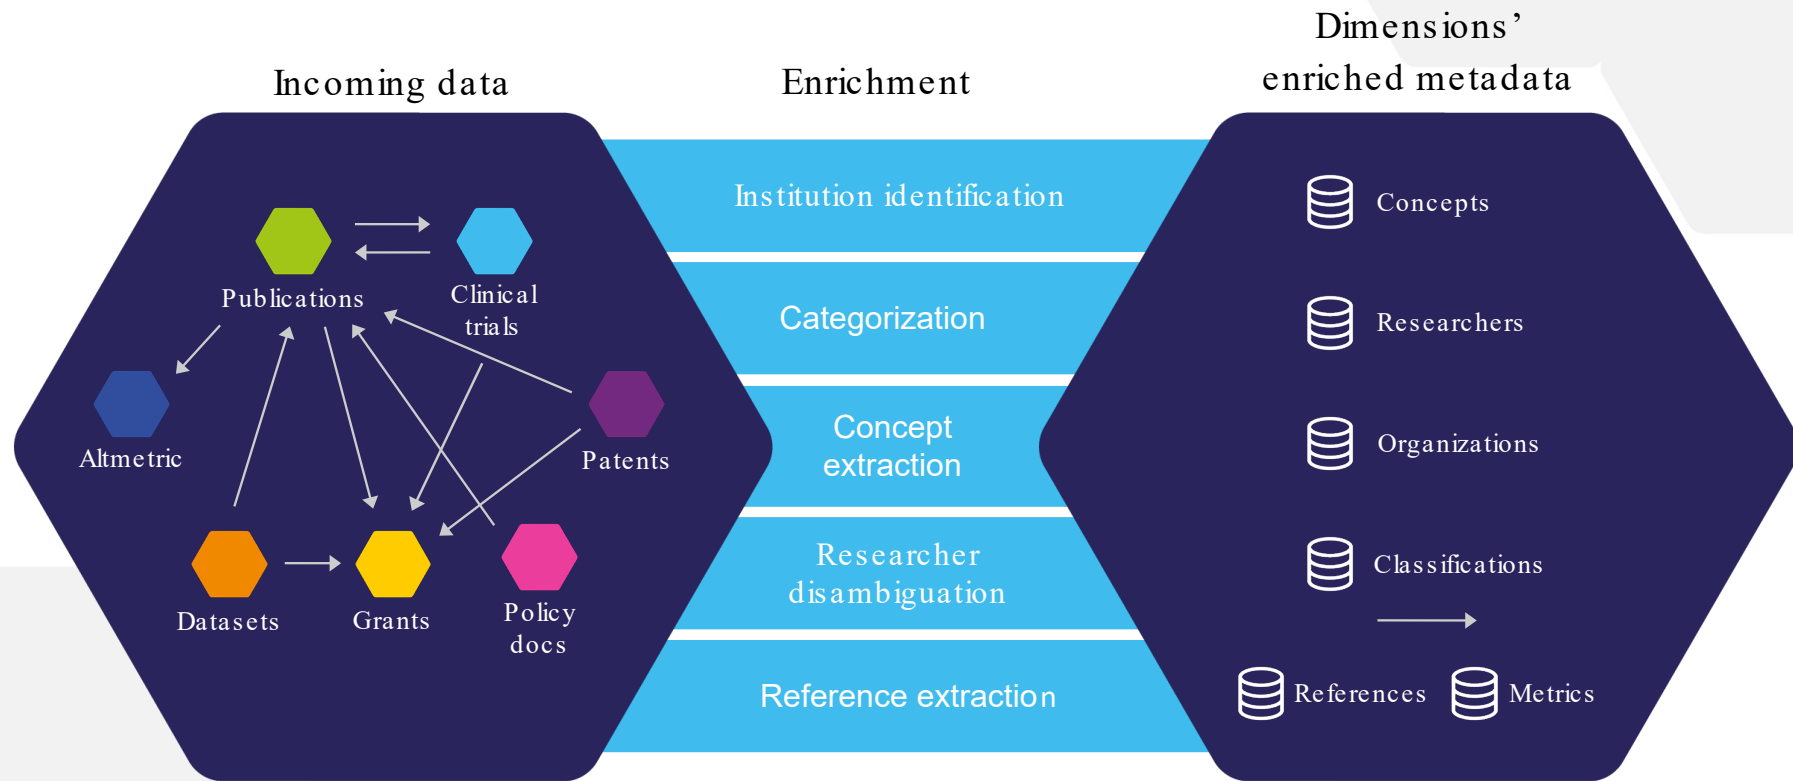 Incoming data
Enrichment
Dimensions’
enriched metadata
Publications
Clinical
trials
Altmetric
Patents
Datasets
Grants
Policy
docs
Institution identification
Categorization
Concept
extraction
Researcher
disambiguation
Reference extraction
Concepts
Researchers
Organizations
Classifications
References
Metrics